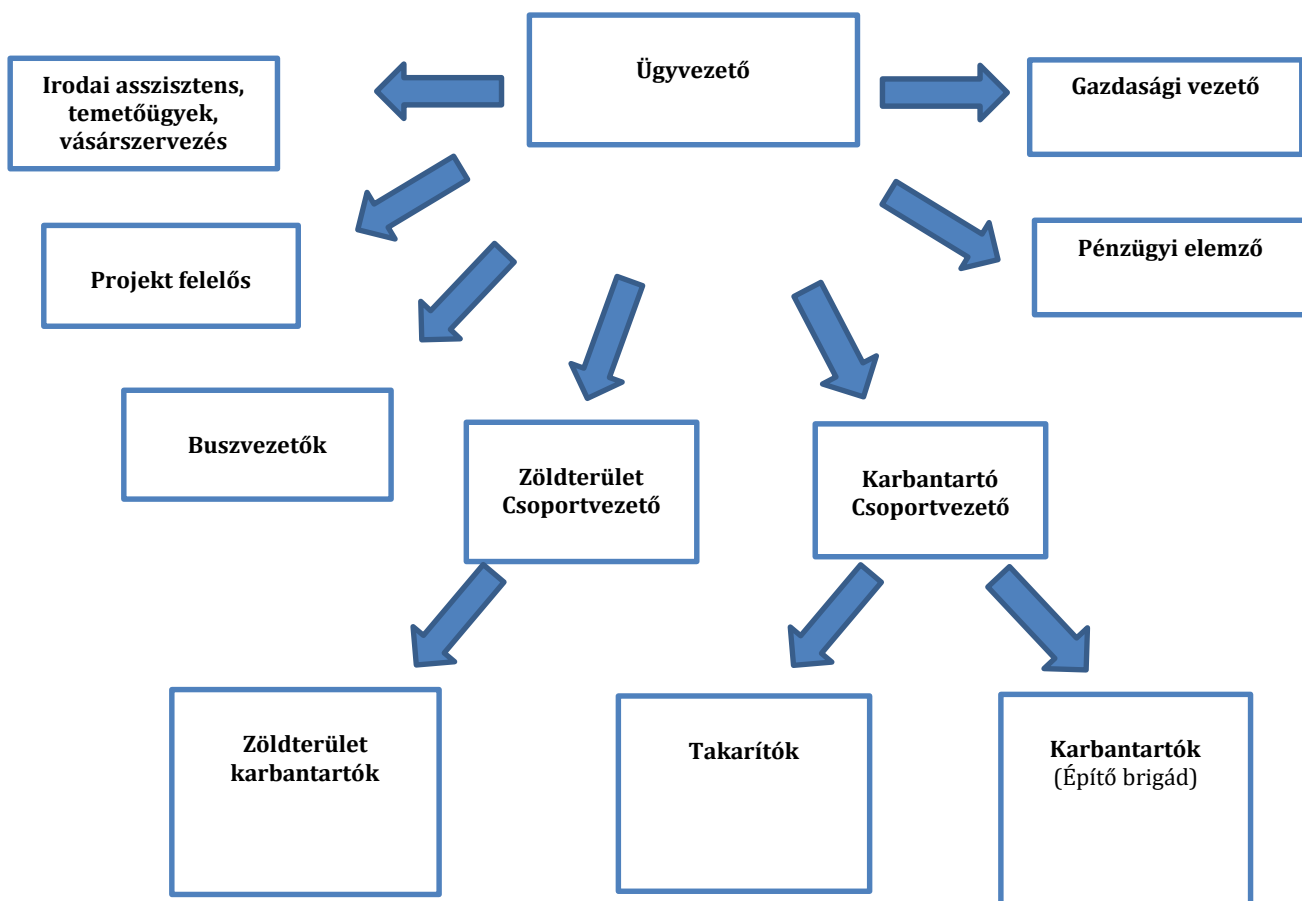 Ügyvezető
Irodai asszisztens,
temetőügyek,
vásárszervezés
Gazdasági vezető
Projekt felelős
Pénzügyi elemző
Buszvezetők
Zöldterület
Csoportvezető
Karbantartó
Csoportvezető
Zöldterület
karbantartók
Takarítók
Karbantartók
(Építő brigád)